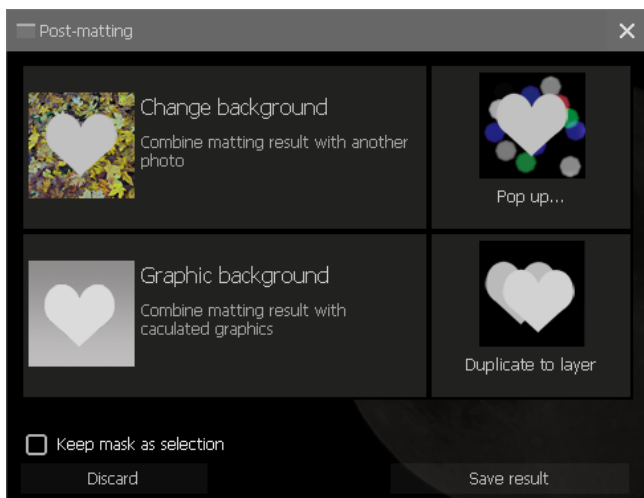 Post-matting
Change background
Combine matting result with another
photo
Pop up...
Graphic background
Combine matting result with
caculated graphics
Duplicate to layer
Keep mask as selection
Discard
Save result